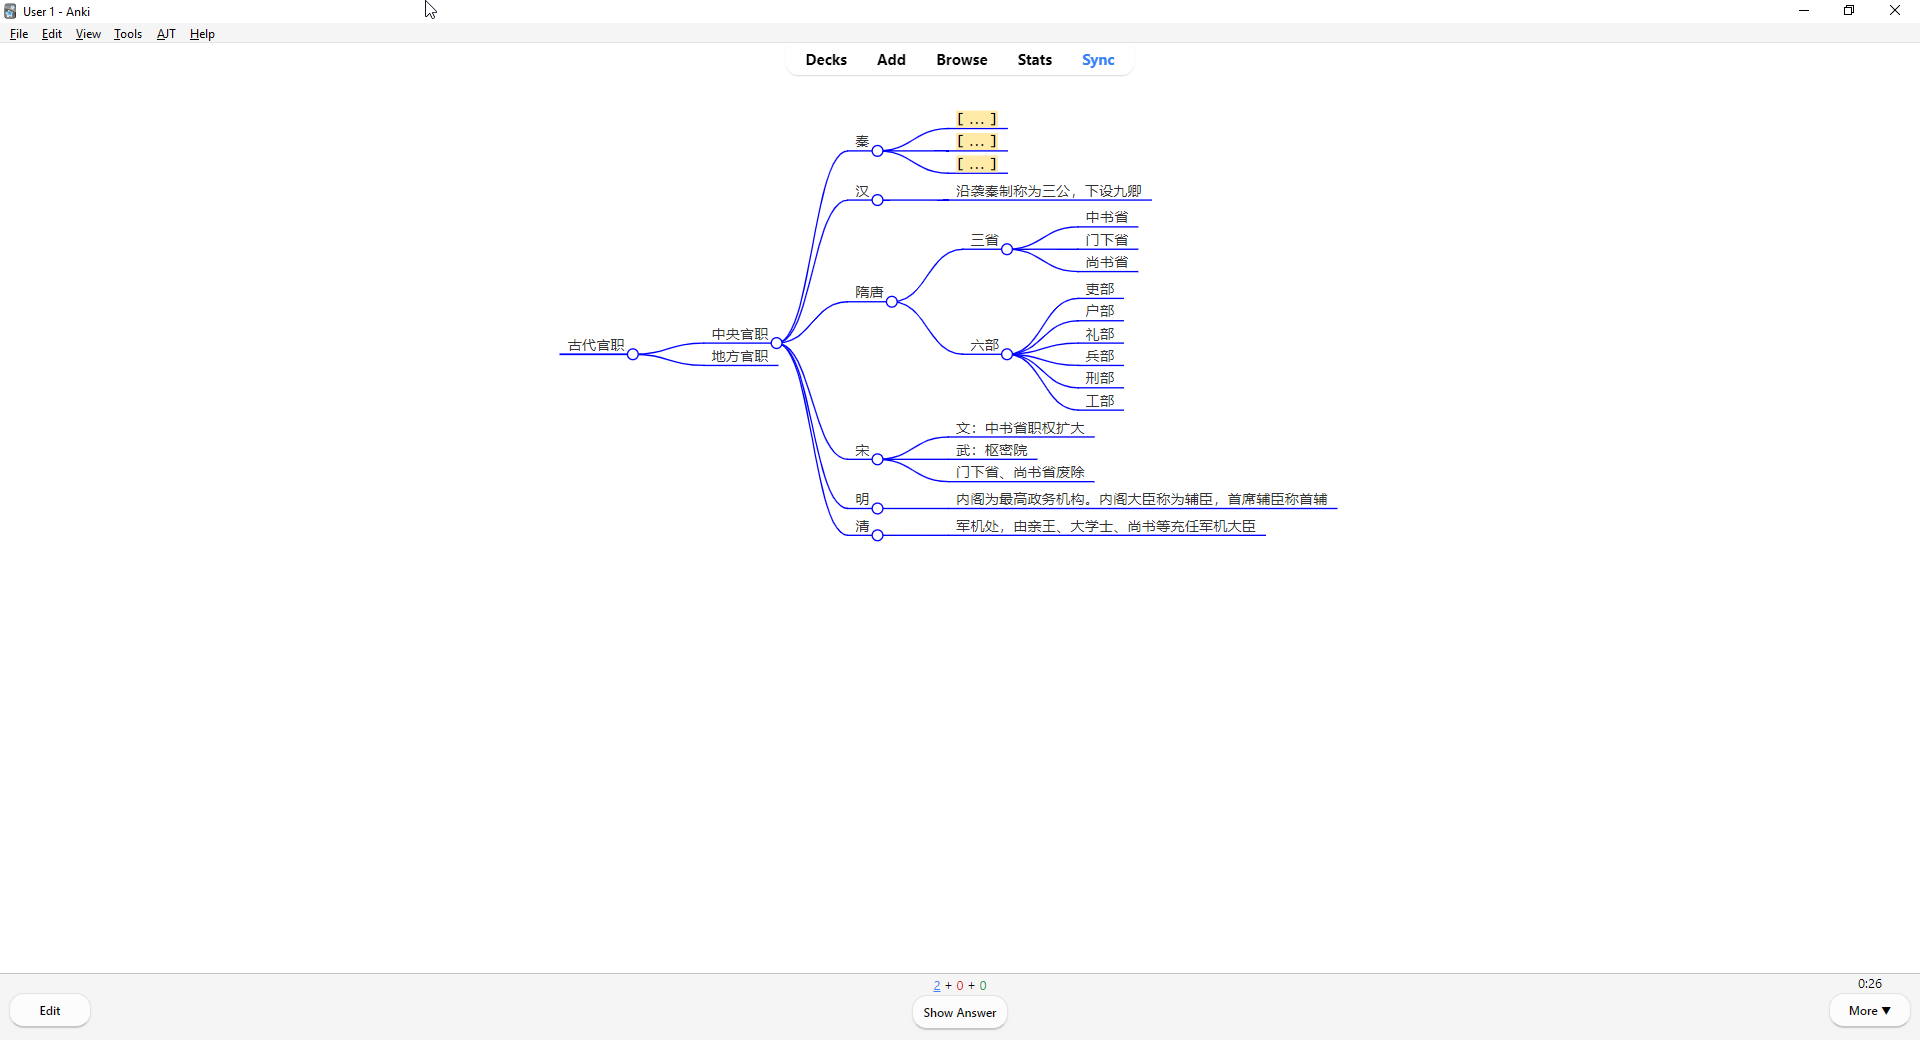 User 1 - Anki
File Edit View Tools AJT Help
Decks Add Browse Stats Sync
古代官职
中央官职
地方官职
秦
[ ... ]
[ ... ]
[ ... ]
汉
沿袭秦制称为三公，下设九卿
隋唐
三省
中书省
门下省
尚书省
六部
吏部
户部
礼部
兵部
刑部
工部
宋
文：中书省职权扩大
武：枢密院
门下省、尚书省废除
明
内阁为最高政务机构。内阁大臣称为辅臣，首席辅臣称首辅
清
军机处，由亲王、大学士、尚书等充任军机大臣
2 + 0 + 0
0:26
Edit
Show Answer
More ▼